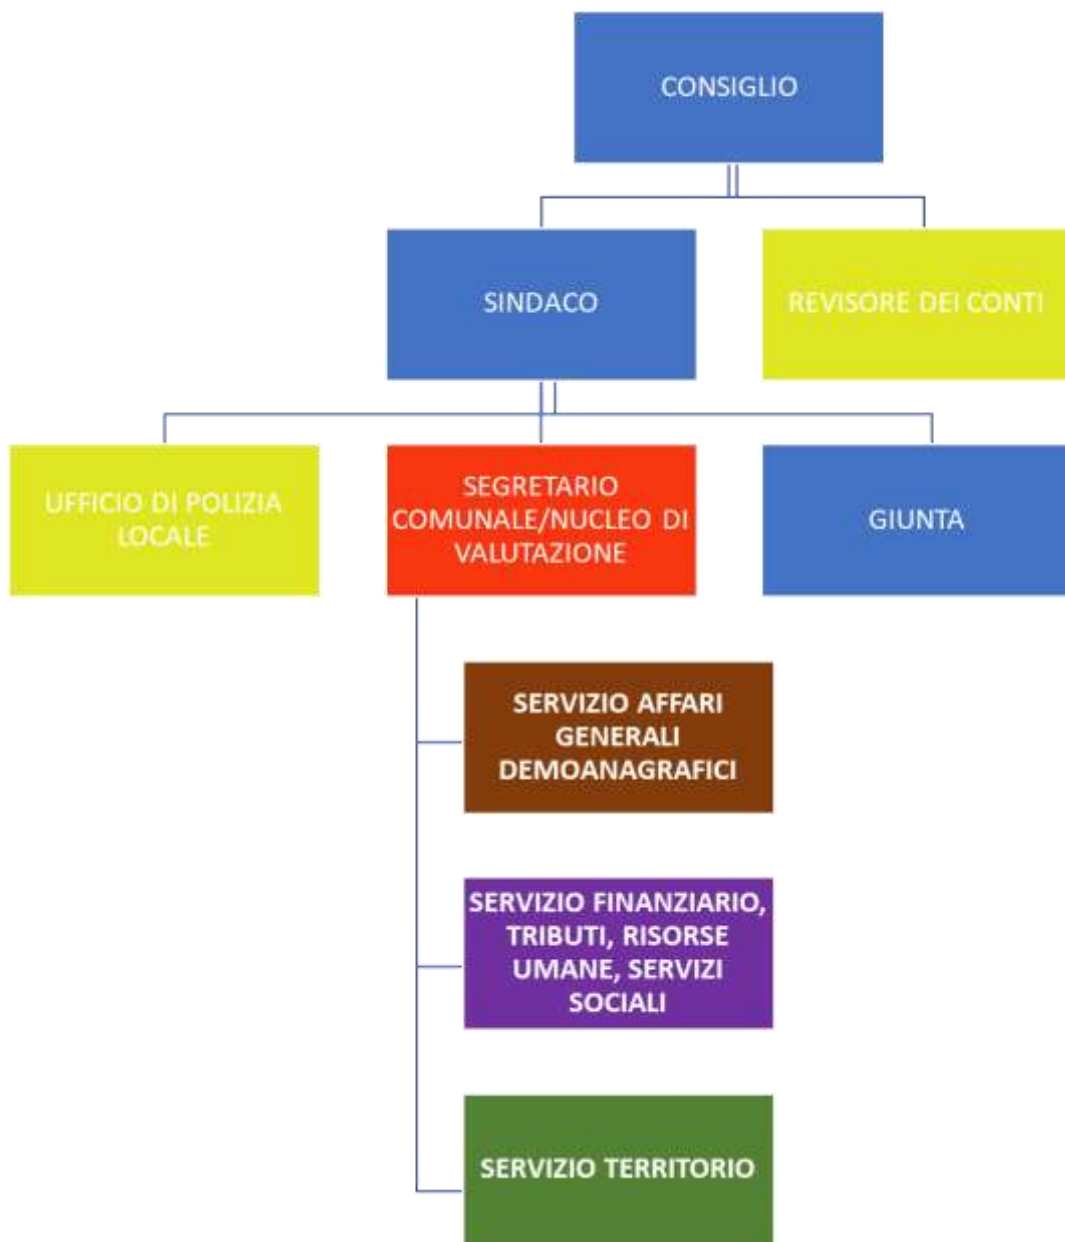 CONSIGLIO
SINDACO
REVISORE DEI CONTI
UFFICIO DI POLIZIA
LOCALE
SEGRETARIO
COMUNALE/NUCLEO DI
VALUTAZIONE
GIUNTA
SERVIZIO AFFARI
GENERALI
DEMOANAGRAFICI
SERVIZIO FINANZIARIO,
TRIBUTI, RISORSE
UMANE, SERVIZI
SOCIALI
SERVIZIO TERRITORIO